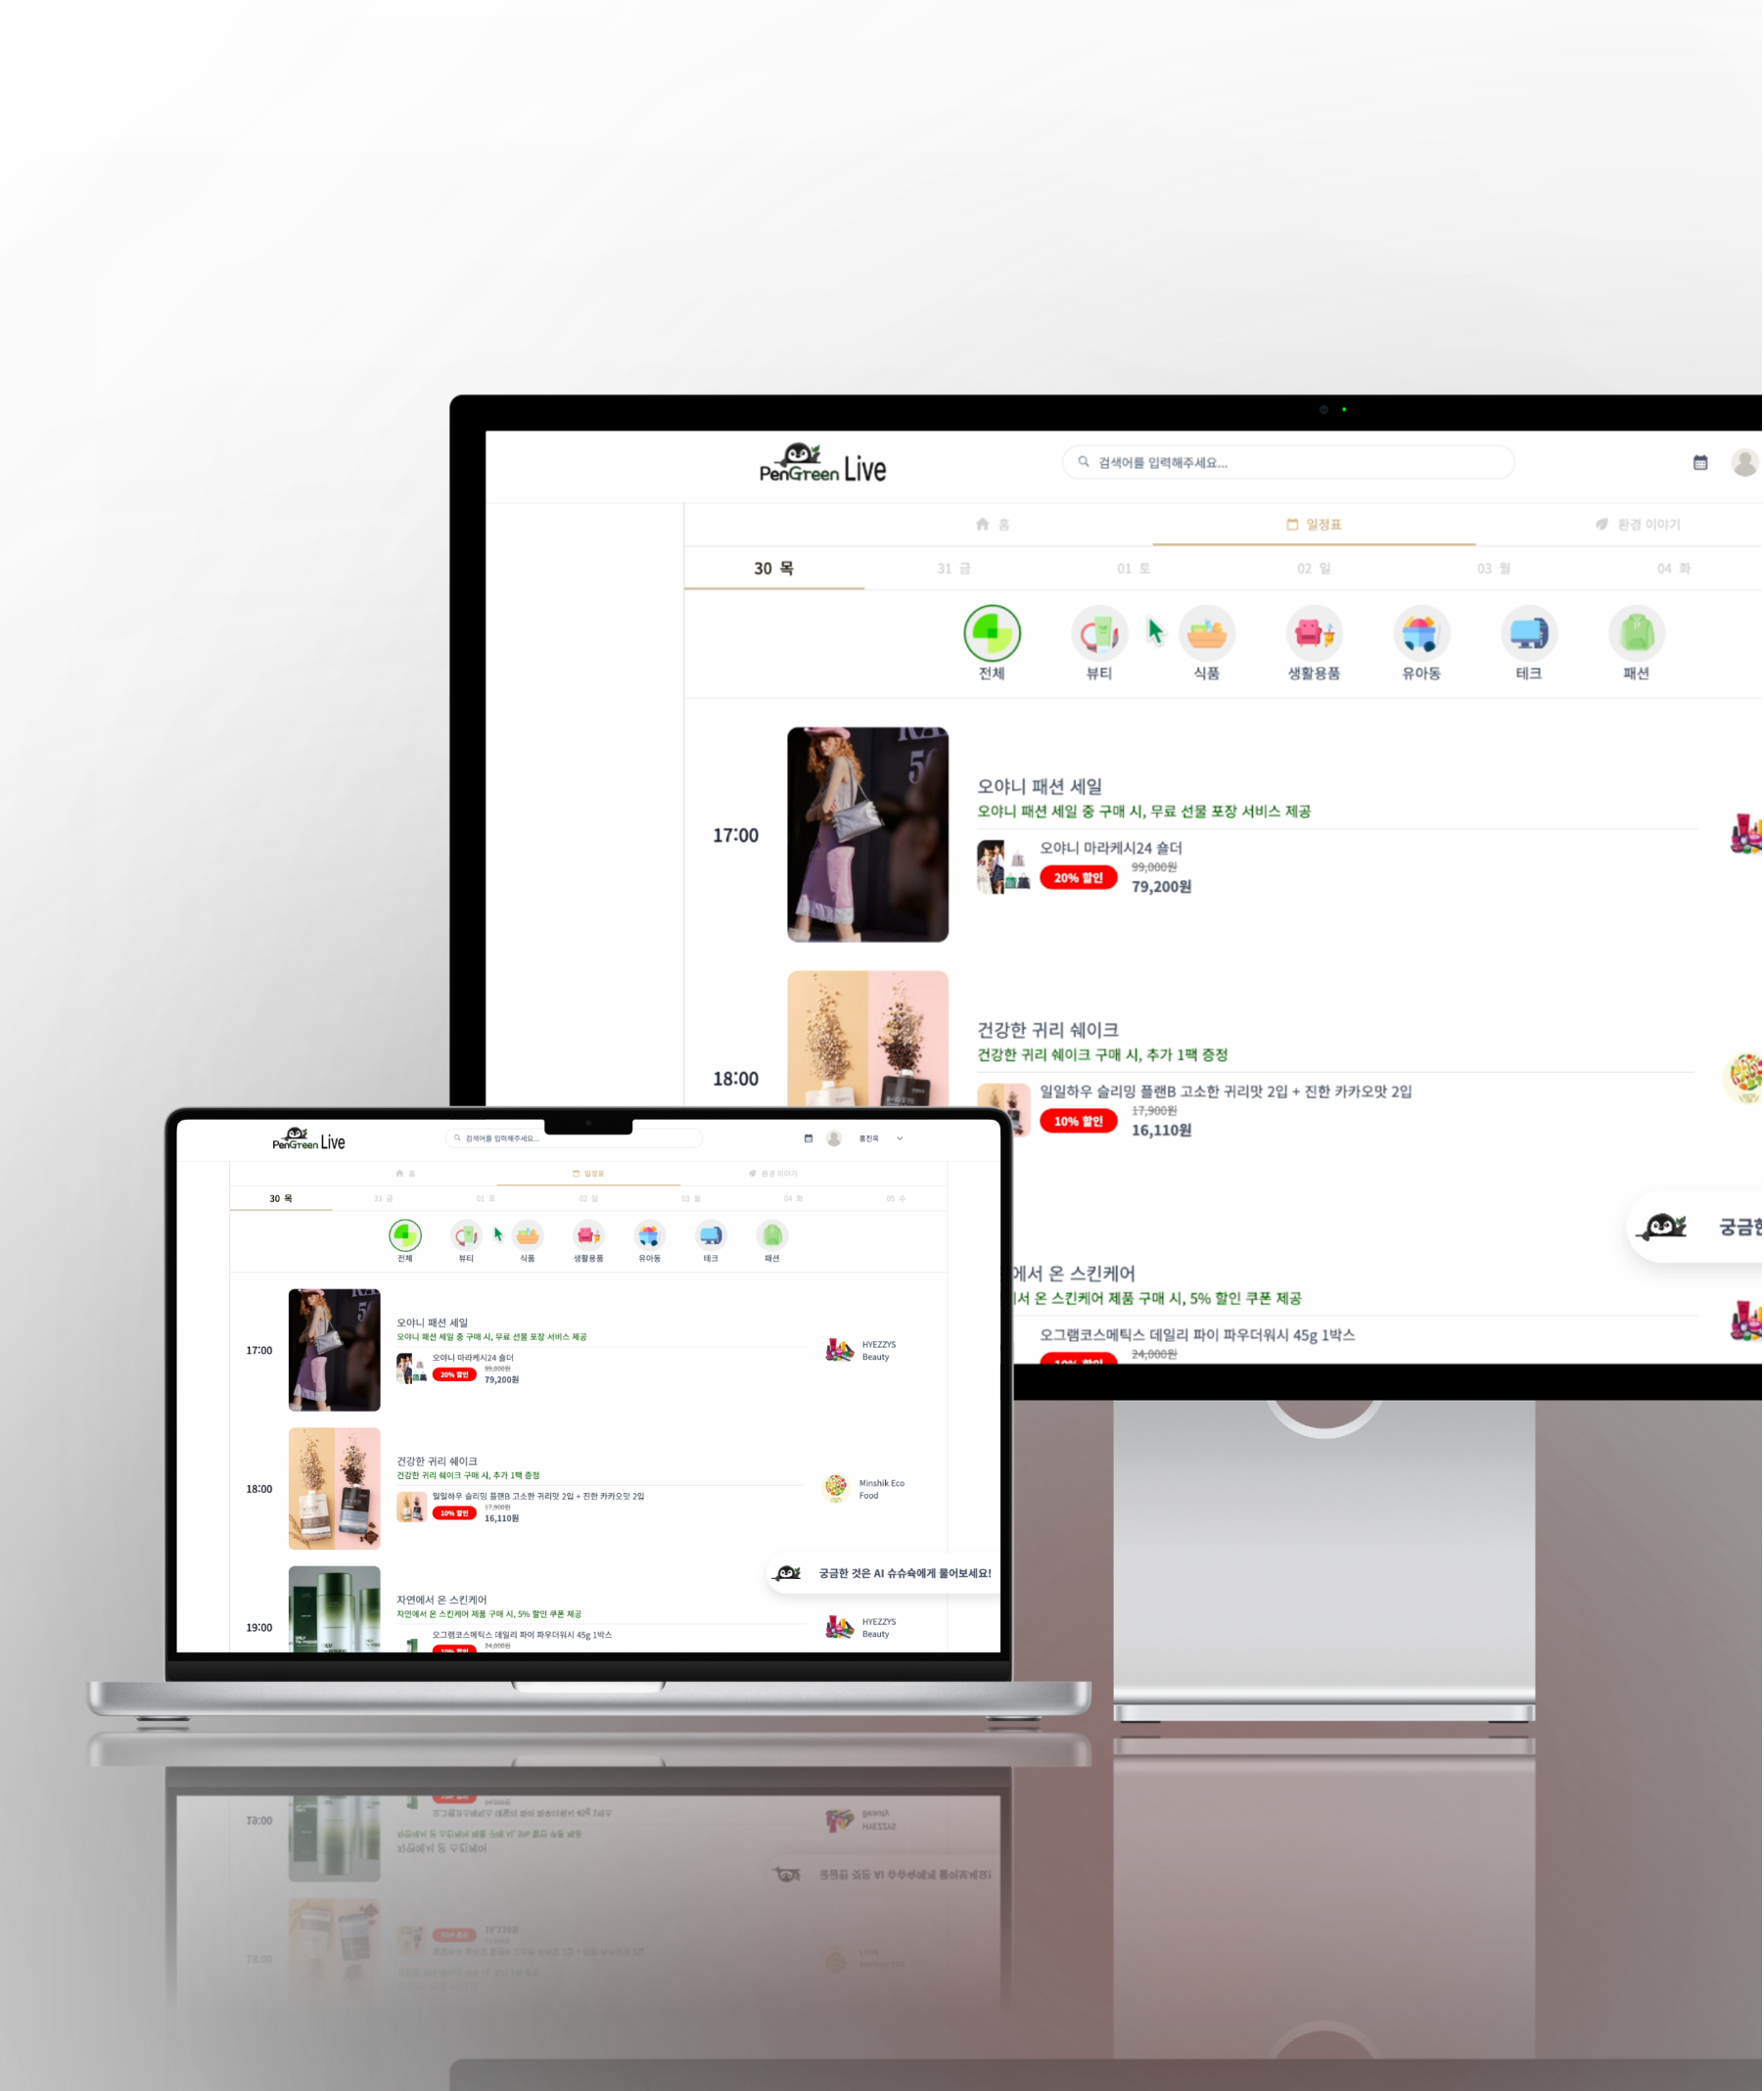 PenGreen Live
검색어를 입력해주세요...
홈
일정표
환경 이야기
30 목
31 금
01 토
02 일
03 월
04 화
전체
뷰티
식품
생활용품
유아동
테크
패션
17:00
오야니 패션 세일
오야니 패션 세일 중 구매 시, 무료 선물 포장 서비스 제공
오야니 마라케시24 숄더
20% 할인
99,000원
79,200원
18:00
건강한 귀리 쉐이크
건강한 귀리 쉐이크 구매 시, 추가 1팩 증정
일일하우 슬리밍 플랜B 고소한 귀리맛 2입 + 진한 카카오맛 2입
10% 할인
17,900원
16,110원
궁금한
에서 온 스킨케어
서 온 스킨케어 제품 구매 시, 5% 할인 쿠폰 제공
오그램코스메틱스 데일리 파이 파우더워시 45g 1박스
10% 할인
24,000원
PenGreen Live
검색어를 입력해주세요...
홍진욱
홈
일정표
환경 이야기
30 목
31 금
01 토
02 일
03 월
04 화
05 수
전체
뷰티
식품
생활용품
유아동
테크
패션
17:00
오야니 패션 세일
오야니 패션 세일 중 구매 시, 무료 선물 포장 서비스 제공
오야니 마라케시24 숄더
20% 할인
99,000원
79,200원
HYEZZYS
Beauty
18:00
건강한 귀리 쉐이크
건강한 귀리 쉐이크 구매 시, 추가 1팩 증정
일일하우 슬리밍 플랜B 고소한 귀리맛 2입 + 진한 카카오맛 2입
10% 할인
17,900원
16,110원
Minshik Eco
Food
궁금한 것은 AI 슈슈슉에게 물어보세요!
19:00
자연에서 온 스킨케어
자연에서 온 스킨케어 제품 구매 시, 5% 할인 쿠폰 제공
오그램코스메틱스 데일리 파이 파우더워시 45g 1박스
10% 할인
24,000원
HYEZZYS
Beauty